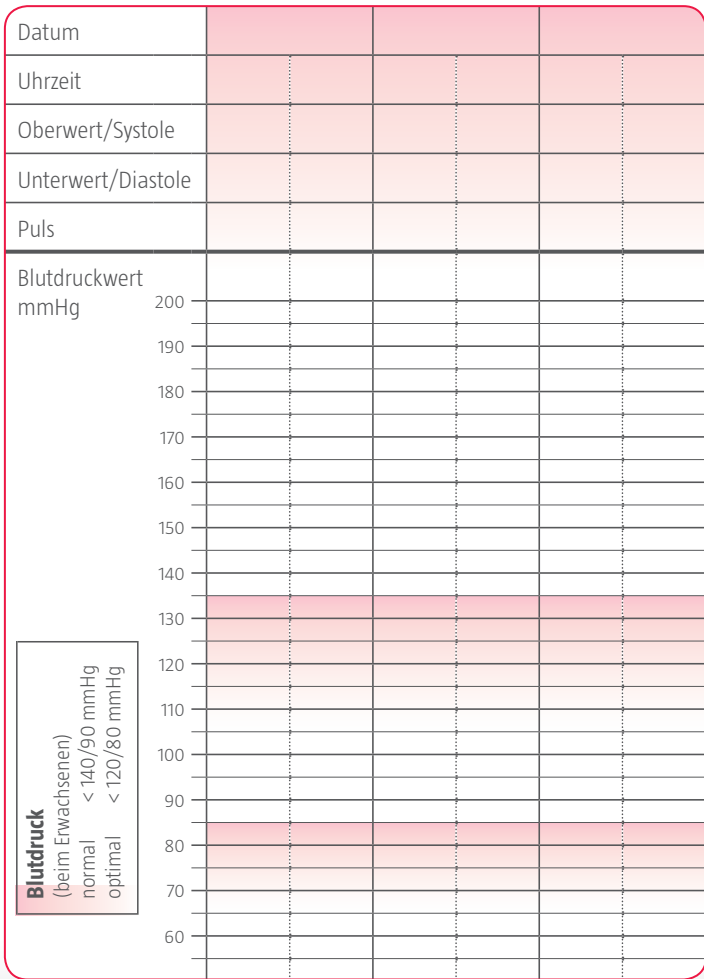 Datum
Uhrzeit
Oberwert/Systole
Unterwert/Diastole
Puls
Blutdruckwert
mmHg
200
190
180
170
160
150
140
130
120
110
100
90
80
70
60
Blutdruck
(beim Erwachsenen)
normal < 140/90 mmHg
optimal < 120/80 mmHg